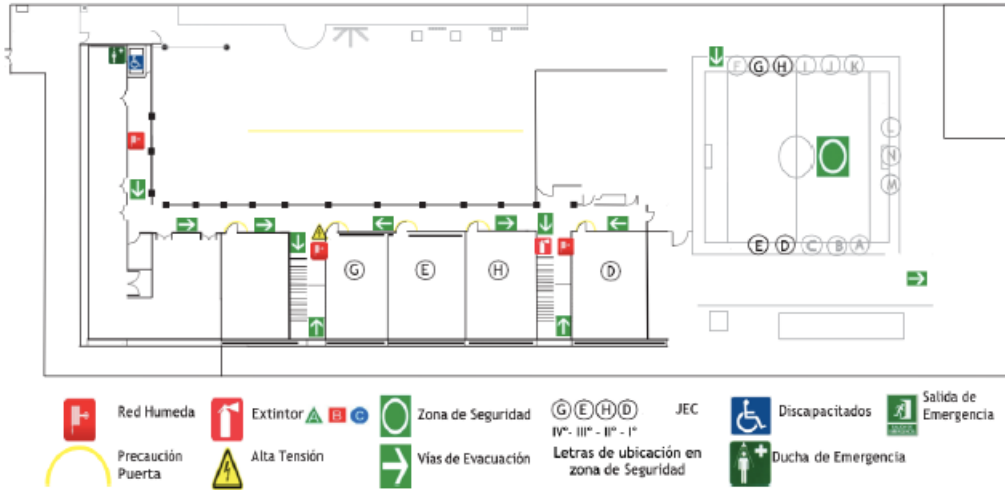 F G H I J K
L
N
M
E D C B A
G E H D
Red Humeda
Extintor A B C
Zona de Seguridad
G E H D JEC
IVº- IIIº - IIº - Iº
Letras de ubicación en
zona de Seguridad
Discapacitados
Salida de
Emergencia
Precaución
Puerta
Alta Tensión
Vías de Evacuación
Ducha de Emergencia